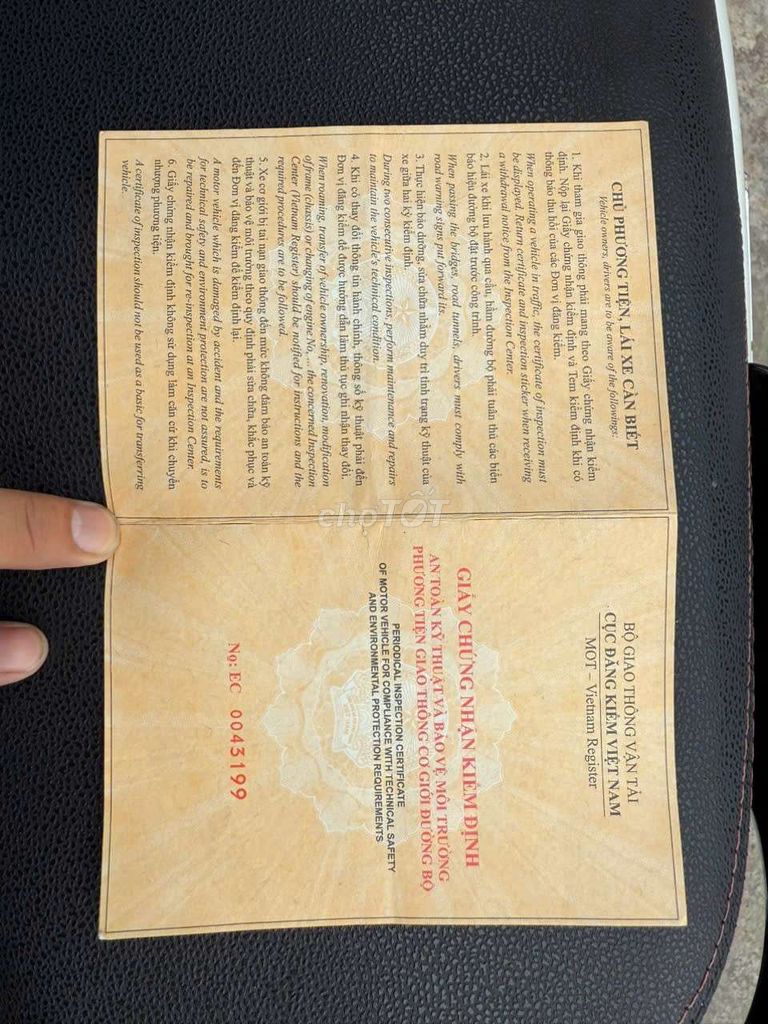 CHỦ PHƯƠNG TIỆN, LÁI XE CẦN BIẾT
Vehicle owners, drivers are to be aware of the following:
1. Khi tham gia giao thông phải mang theo Giấy chứng nhận kiểm
định. Nộp lại Giấy chứng nhận kiểm định và Tem kiểm định khi có
thông báo thu hồi của các Đơn vị đăng kiểm.
When operating a vehicle in traffic, the certificate of inspection must
be displayed. Return certificate and inspection sticker when receiving
a withdrawal notice from the Inspection Center.
2. Lái xe khi lưu hành qua cầu, hầm đường bộ phải tuân thủ các biển
báo hiệu đường bộ đặt trước công trình.
When passing the bridges, road tunnels, drivers must comply with
road warning signs put forward its.
3. Thực hiện bảo dưỡng, sửa chữa nhằm duy trì tình trạng kỹ thuật của
xe giữa hai kỳ kiểm định.
During two consecutive inspections, perform maintenance and repairs
to maintain the vehicle's technical condition.
4. Khi có thay đổi thông tin hành chính, thông số kỹ thuật phải đến
Đơn vị đăng kiểm để được hướng dẫn làm thủ tục ghi nhận thay đổi.
When roaming, transfer of vehicle ownership, renovation, modification
of frame (chassis) or changing of engine No,... the concerned Inspection
Center (Vietnam Register) should be notified for instructions and the
required procedures are to be followed.
5. Xe cơ giới bị tai nạn giao thông đến mức không đảm bảo an toàn kỹ
thuật và bảo vệ môi trường theo quy định phải sửa chữa, khắc phục và
đến Đơn vị đăng kiểm để kiểm định lại.
A motor vehicle which is damaged by accident and the requirements
for technical safety and environment protection are not assured, is to
be repaired and brought for re-inspection at an Inspection Center.
6. Giấy chứng nhận kiểm định không sử dụng làm căn cứ khi chuyển
nhượng phương tiện.
A certificate of Inspection should not be used as a basic for transferring
vehicle.
BỘ GIAO THÔNG VẬN TẢI
CỤC ĐĂNG KIỂM VIỆT NAM
MOT – Vietnam Register
GIẤY CHỨNG NHẬN KIỂM ĐỊNH
AN TOÀN KỸ THUẬT VÀ BẢO VỆ MÔI TRƯỜNG
PHƯƠNG TIỆN GIAO THÔNG CƠ GIỚI ĐƯỜNG BỘ
PERIODICAL INSPECTION CERTIFICATE
OF MOTOR VEHICLE FOR COMPLIANCE WITH TECHNICAL SAFETY
AND ENVIRONMENTAL PROTECTION REQUIREMENTS
No: EC 0043199
choTỐT